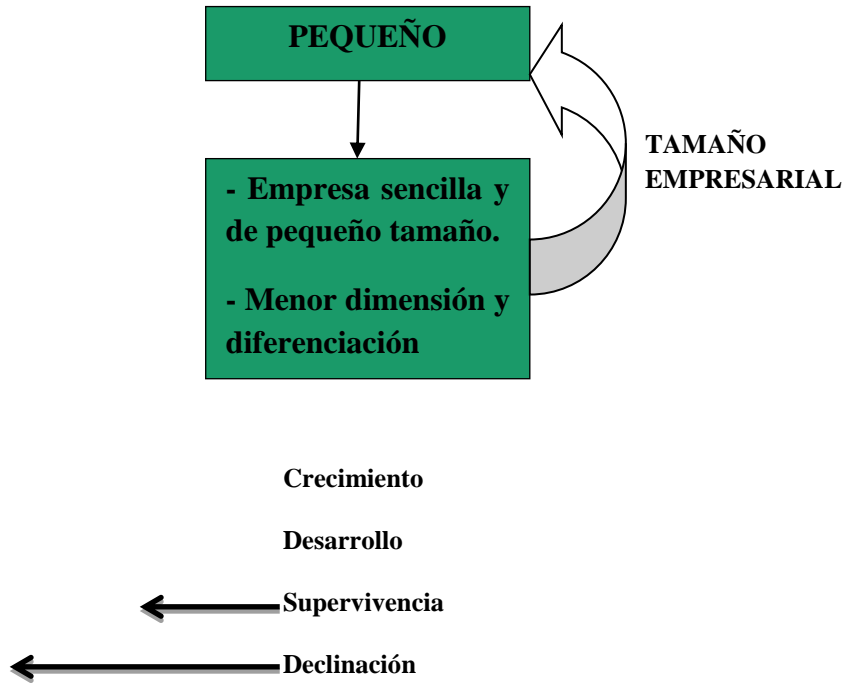 PEQUEÑO
TAMAÑO
EMPRESARIAL
- Empresa sencilla y
de pequeño tamaño.
- Menor dimensión y
diferenciación
Crecimiento
Desarrollo
Supervivencia
Declinación